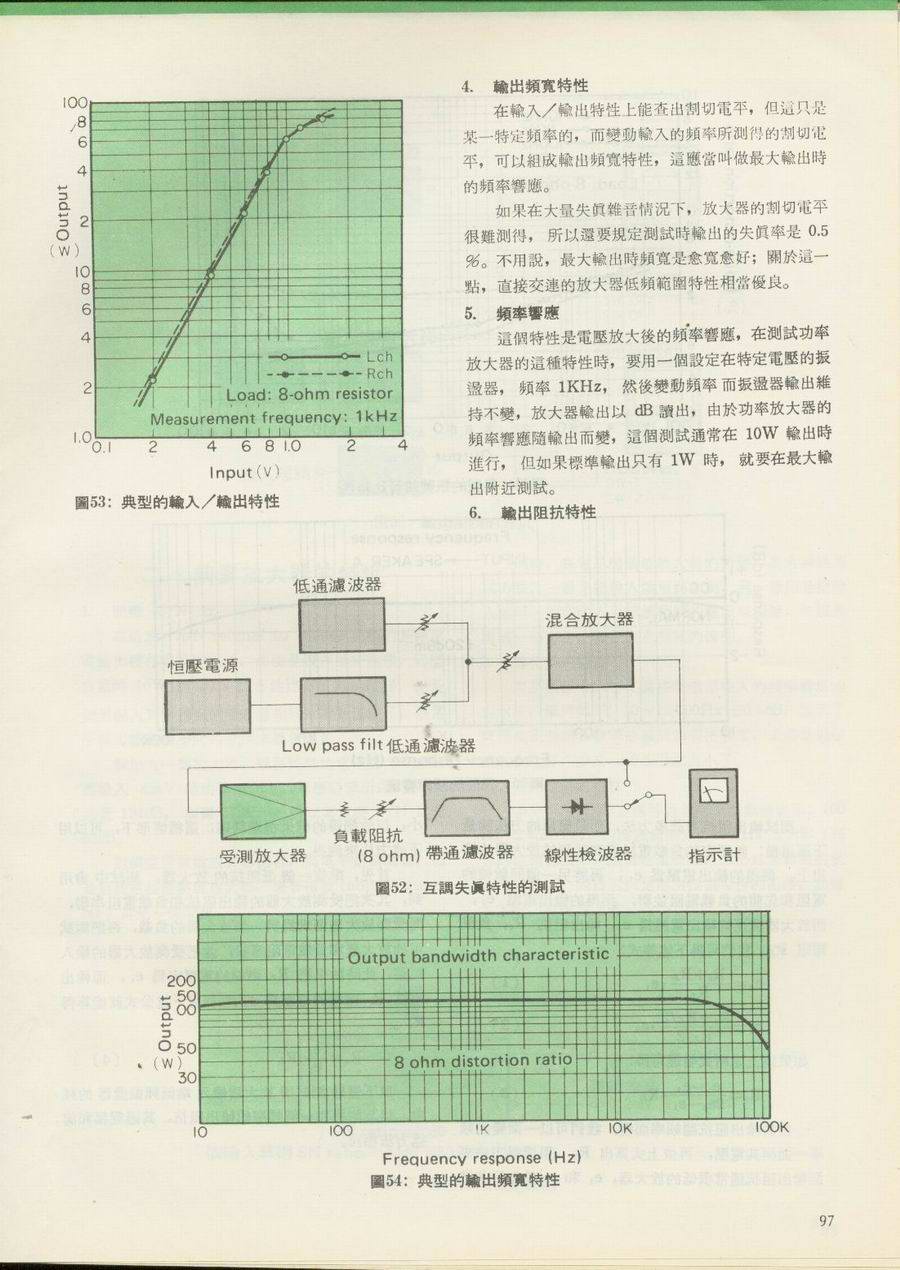 100
8
6
4
2
10
8
6
4
2
1.0
Output
(W)
Lch
Rch
Load: 8-ohm resistor
Measurement frequency: 1kHz
0.1 2 4 6 8 1.0 2 4
Input (V)
圖53：典型的輸入／輸出特性
4. 輸出頻寬特性
在輸入／輸出特性上能查出割切電平，但這只是
某一特定頻率的，而變動輸入的頻率所測得的割切電
平，可以組成輸出頻寬特性，這應當叫做最大輸出時
的頻率響應。
如果在大量失眞雜音情況下，放大器的割切電平
很難測得，所以還要規定測試時輸出的失眞率是 0.5
%。不用說，最大輸出時頻寬是愈寬愈好；關於這一
點，直接交連的放大器低頻範圍特性相當優良。
5. 頻率響應
這個特性是電壓放大後的頻率響應，在測試功率
放大器的這種特性時，要用一個設定在特定電壓的振
盪器，頻率 1KHz，然後變動頻率而振盪器輸出維
持不變，放大器輸出以 dB 讀出，由於功率放大器的
頻率響應隨輸出而變，這個測試通常在 10W 輸出時
進行，但如果標準輸出只有 1W 時，就要在最大輸
出附近測試。
6. 輸出阻抗特性
低通濾波器
混合放大器
恒壓電源
Low pass filt 低通濾波器
負載阻抗
受測放大器 (8 ohm) 帶通濾波器 線性檢波器 指示計
圖52：互調失眞特性的測試
Output bandwidth characteristic
200
50
00
50
30
Output
(W)
8 ohm distortion ratio
10 100 1K 10K 100K
Frequency response (Hz)
圖54：典型的輸出頻寬特性
97